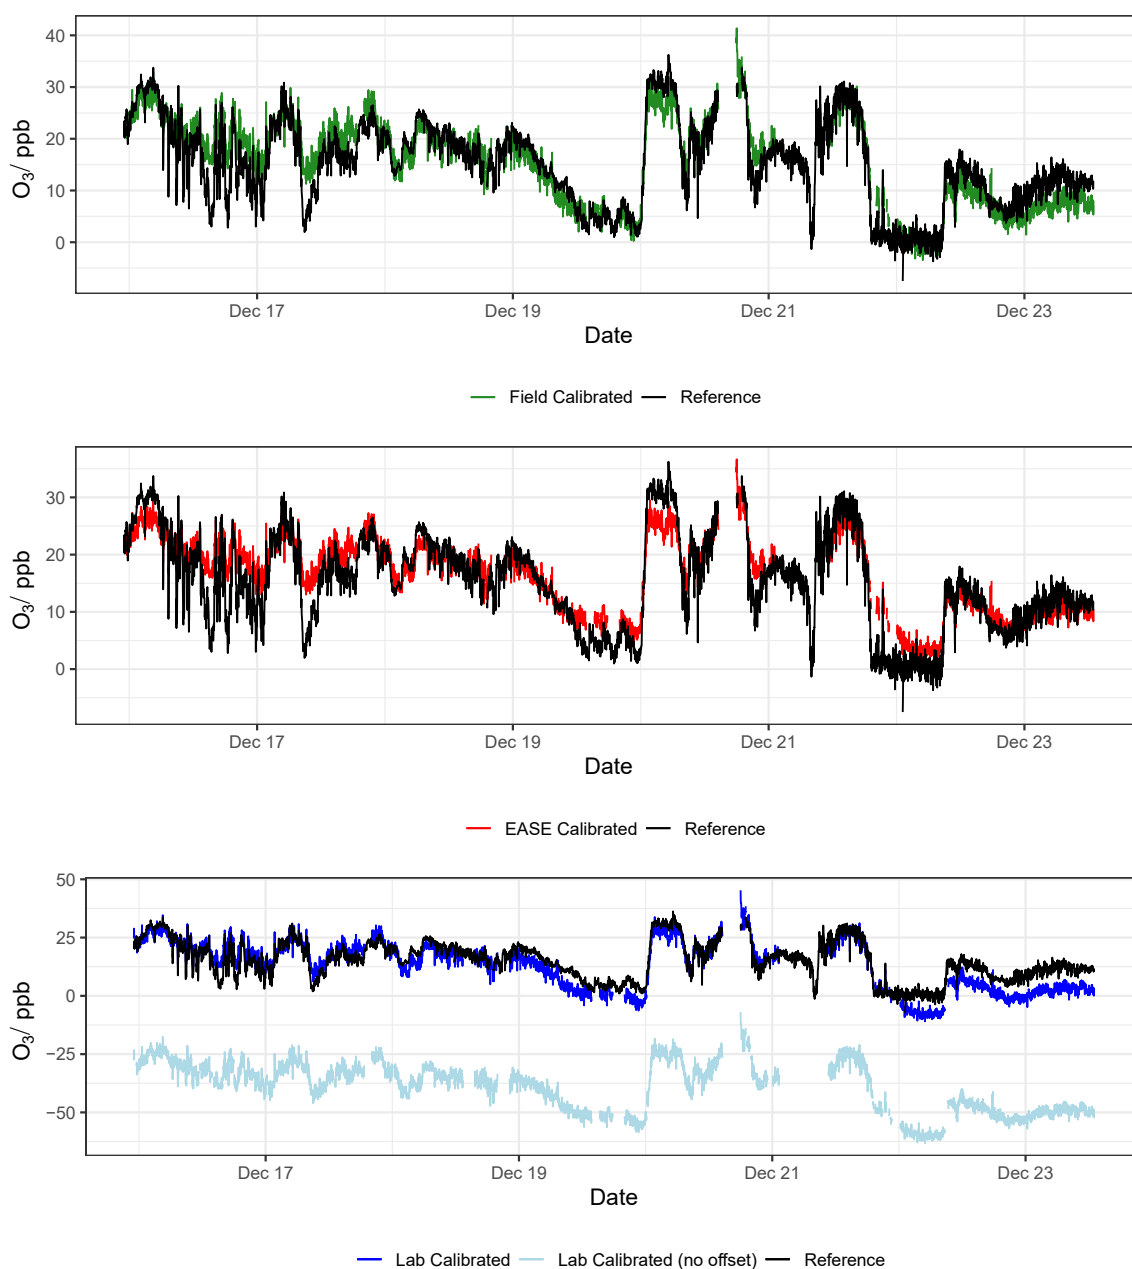 40
30
20
10
0
O3/ ppb
Dec 17 Dec 19 Dec 21 Dec 23
Date
Field Calibrated Reference
30
20
10
0
O3/ ppb
Dec 17 Dec 19 Dec 21 Dec 23
Date
EASE Calibrated Reference
50
25
0
−25
−50
O3/ ppb
Dec 17 Dec 19 Dec 21 Dec 23
Date
Lab Calibrated Lab Calibrated (no offset) Reference